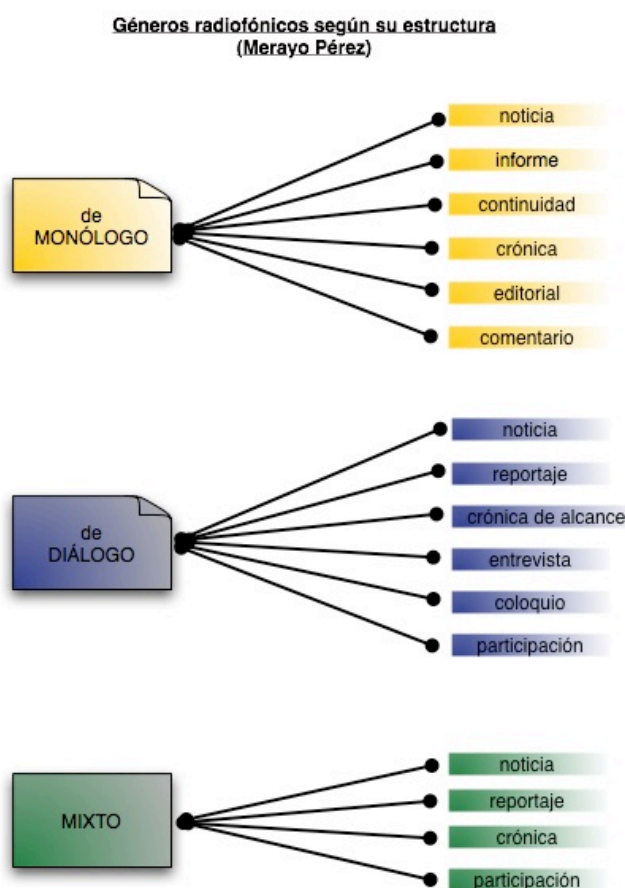 Géneros radiofónicos según su estructura
(Merayo Pérez)
de
MONÓLOGO
noticia
informe
continuidad
crónica
editorial
comentario
de
DIÁLOGO
noticia
reportaje
crónica de alcance
entrevista
coloquio
participación
MIXTO
noticia
reportaje
crónica
participación